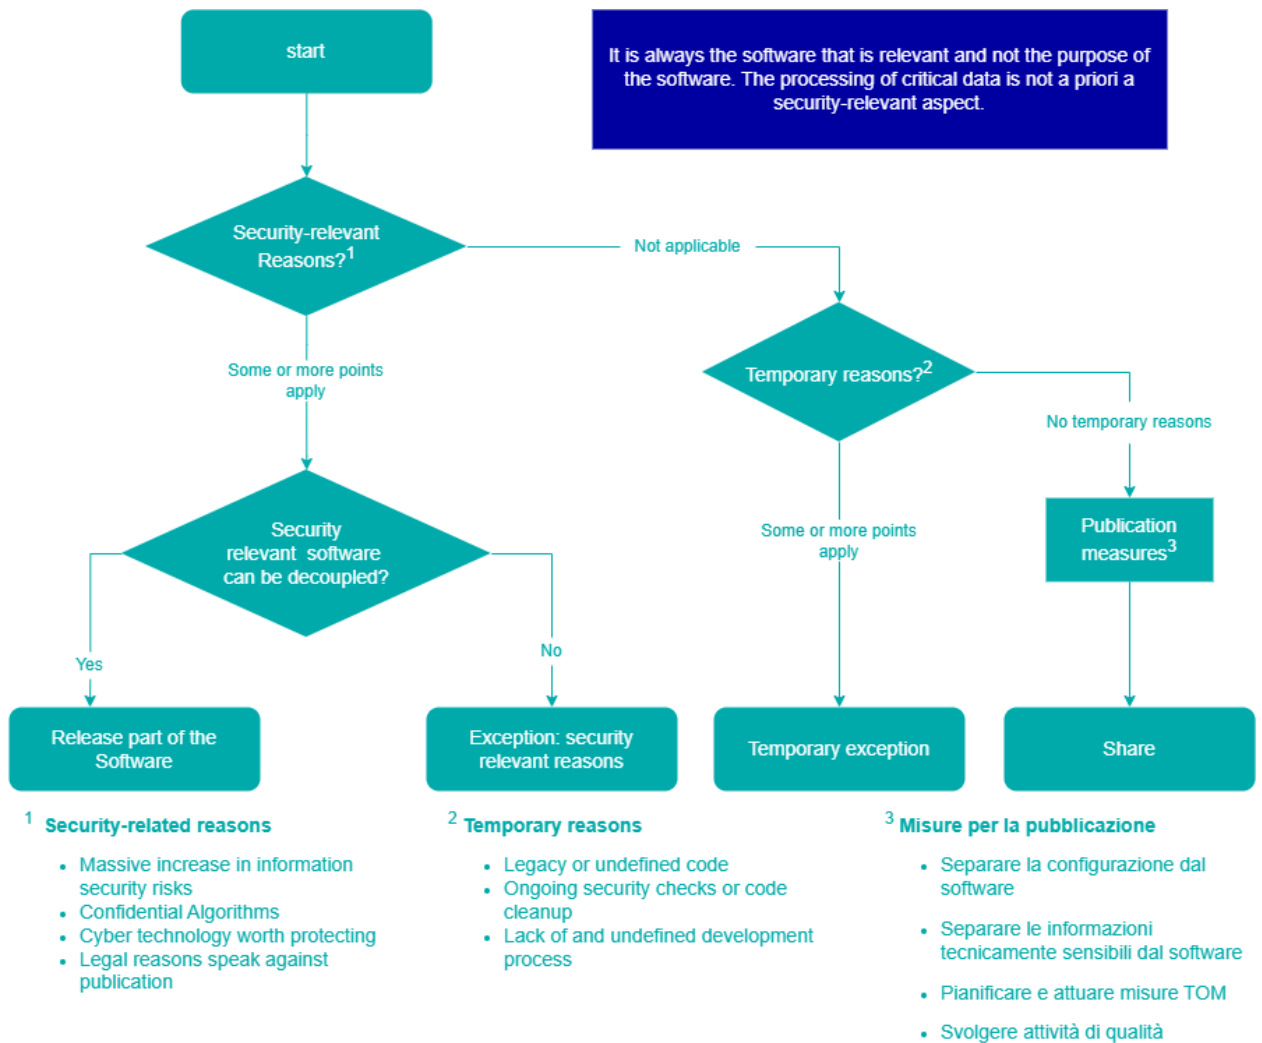 start
It is always the software that is relevant and not the purpose of
the software. The processing of critical data is not a priori a
security-relevant aspect.
Security-relevant
Reasons?1
Not applicable
Some or more points
apply
Temporary reasons?2
No temporary reasons
Security
relevant software
can be decoupled?
Some or more points
apply
Publication
measures3
Yes
No
Release part of the
Software
Exception: security
relevant reasons
Temporary exception
Share
1 Security-related reasons
• Massive increase in information
security risks
• Confidential Algorithms
• Cyber technology worth protecting
• Legal reasons speak against
publication
2 Temporary reasons
• Legacy or undefined code
• Ongoing security checks or code
cleanup
• Lack of and undefined development
process
3 Misure per la pubblicazione
• Separare la configurazione dal
software
• Separare le informazioni
tecnicamente sensibili dal software
• Pianificare e attuare misure TOM
• Svolgere attività di qualità